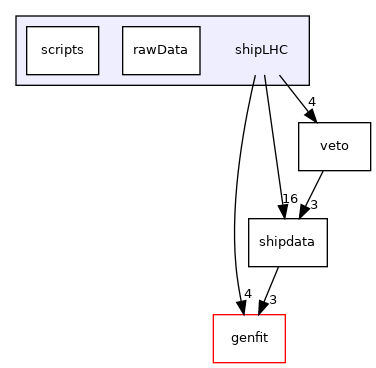 scripts rawData shipLHC
4
veto
16 3
shipdata
4 3
genfit